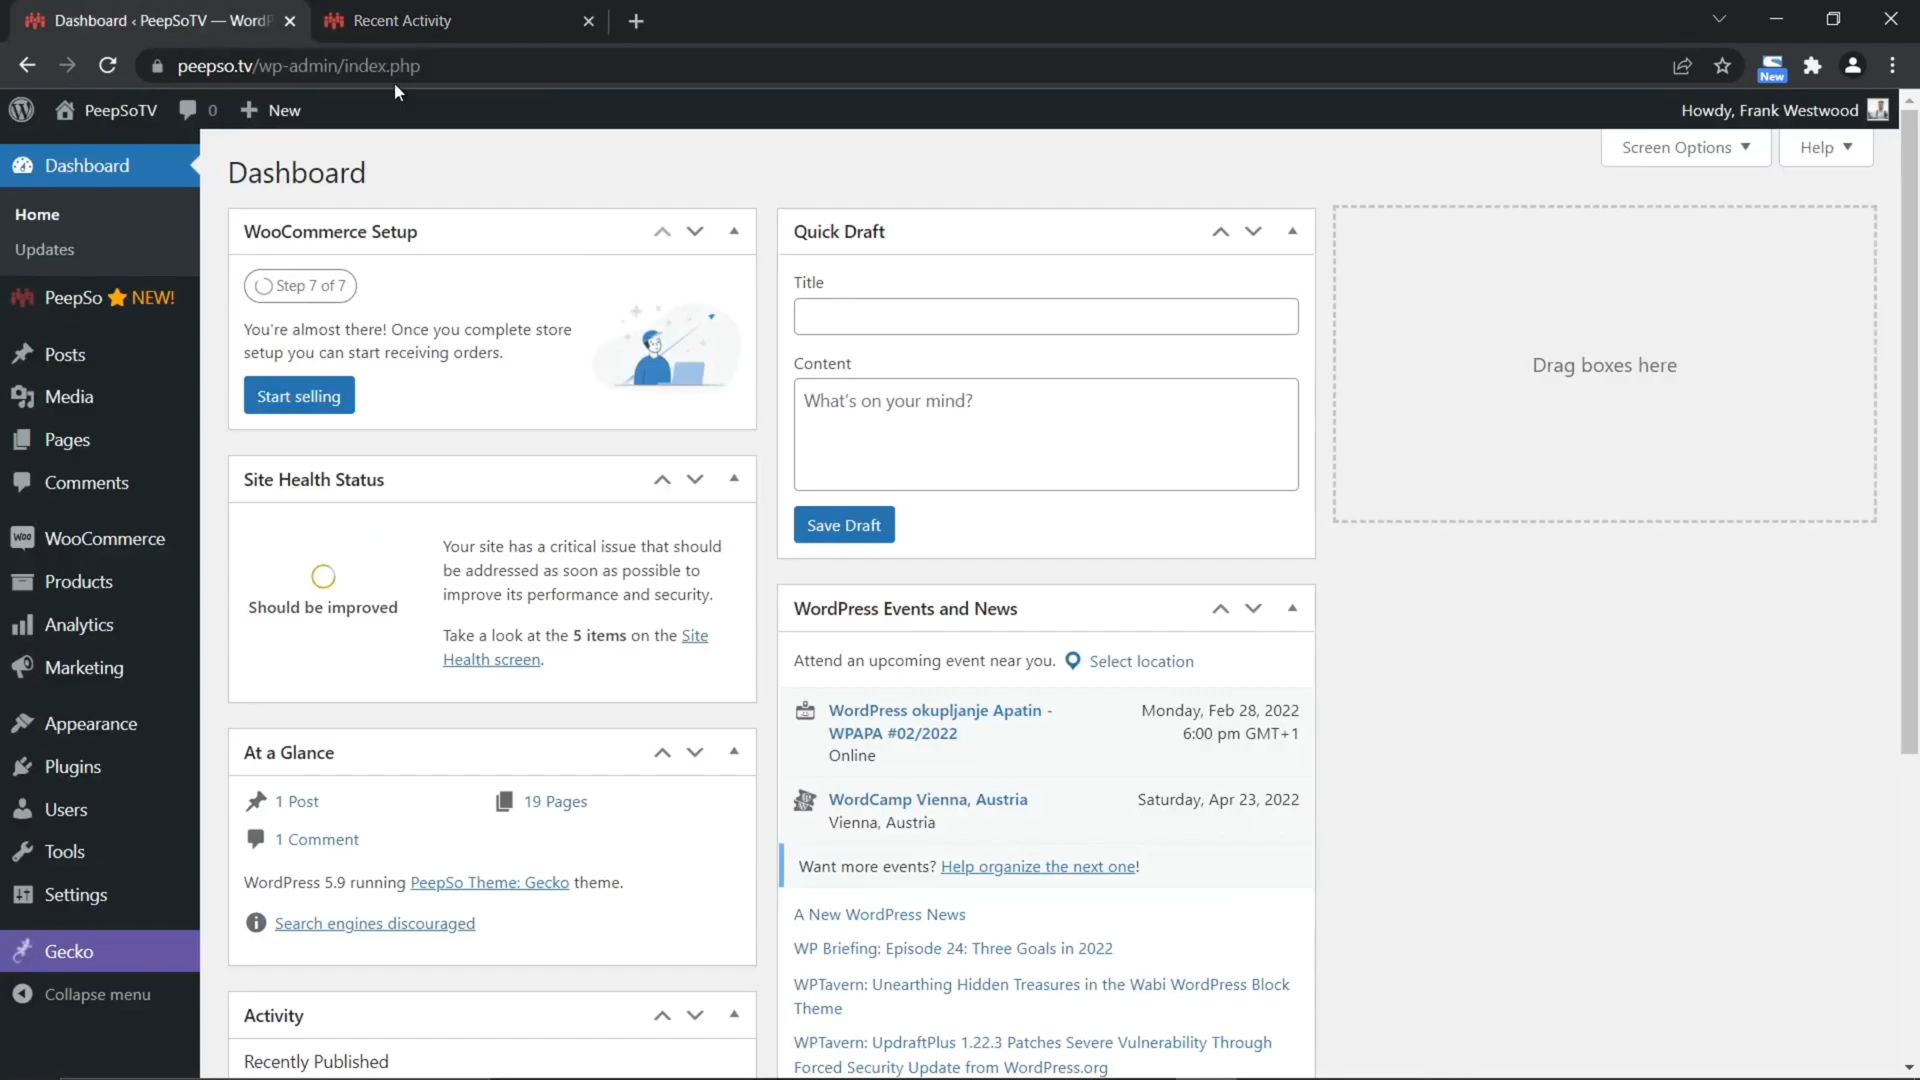 Dashboard ‹ PeepSoTV — WordP
Recent Activity
peepso.tv/wp-admin/index.php
New
PeepSoTV
0
New
Howdy, Frank Westwood
Screen Options
Help
Dashboard
Home
Updates
PeepSo NEW!
Posts
Media
Pages
Comments
Woo
WooCommerce
Products
Analytics
Marketing
Appearance
Plugins
Users
Tools
Settings
Gecko
Collapse menu
Dashboard
WooCommerce Setup
Step 7 of 7
You're almost there! Once you complete store
setup you can start receiving orders.
Start selling
Site Health Status
Should be improved
Your site has a critical issue that should
be addressed as soon as possible to
improve its performance and security.
Take a look at the 5 items on the Site
Health screen.
At a Glance
1 Post
19 Pages
1 Comment
WordPress 5.9 running PeepSo Theme: Gecko theme.
Search engines discouraged
Activity
Recently Published
Quick Draft
Title
Content
What's on your mind?
Save Draft
WordPress Events and News
Attend an upcoming event near you. Select location
WordPress okupljanje Apatin -
WPAPA #02/2022
Online
Monday, Feb 28, 2022
6:00 pm GMT+1
WordCamp Vienna, Austria
Vienna, Austria
Saturday, Apr 23, 2022
Want more events? Help organize the next one!
A New WordPress News
WP Briefing: Episode 24: Three Goals in 2022
WPTavern: Unearthing Hidden Treasures in the Wabi WordPress Block
Theme
WPTavern: UpdraftPlus 1.22.3 Patches Severe Vulnerability Through
Forced Security Update from WordPress.org
Drag boxes here